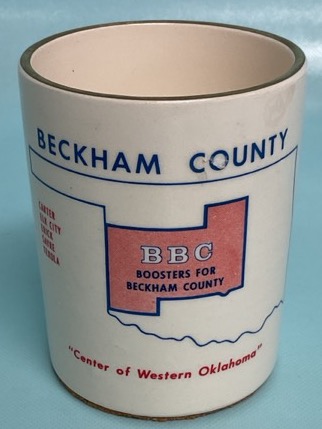 BECKHAM COUNTY
CARTER
ELK CITY
ERICK
SAYRE
TEXOLA
BBC
BOOSTERS FOR
BECKHAM COUNTY
"Center of Western Oklahoma"